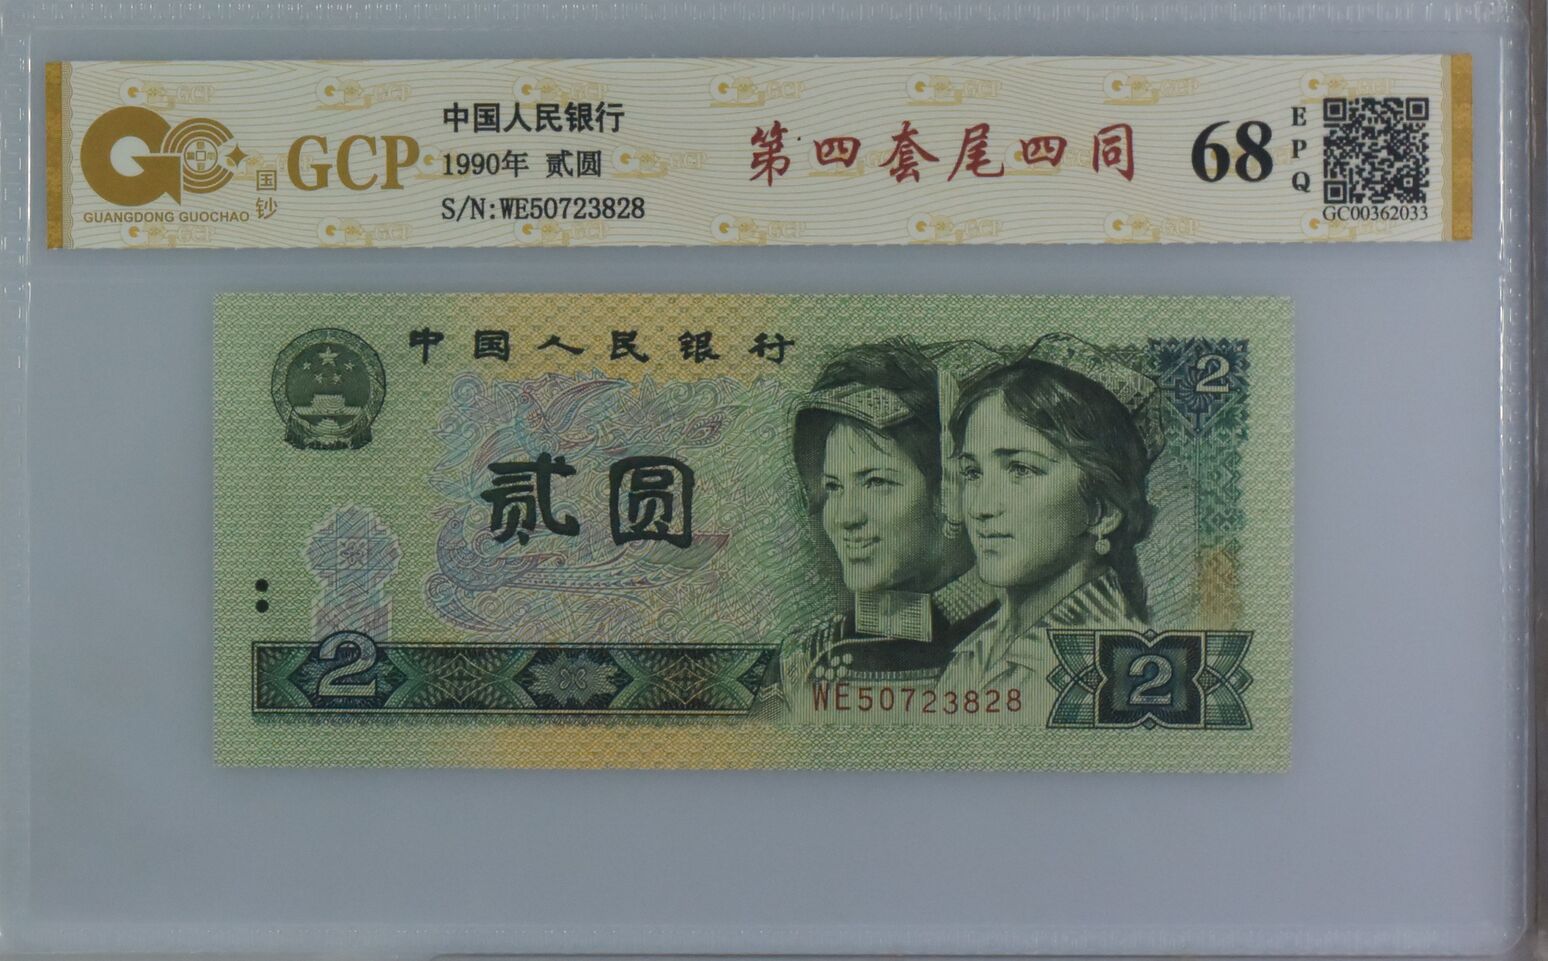 GCP
国钞
GUANGDONG GUOCHAO
中国人民银行
1990年 贰圆
S/N:WE50723828
第四套尾四同
68
EPQ
GC00362033
中国人民银行
2
贰圆
2
WE50723828
2